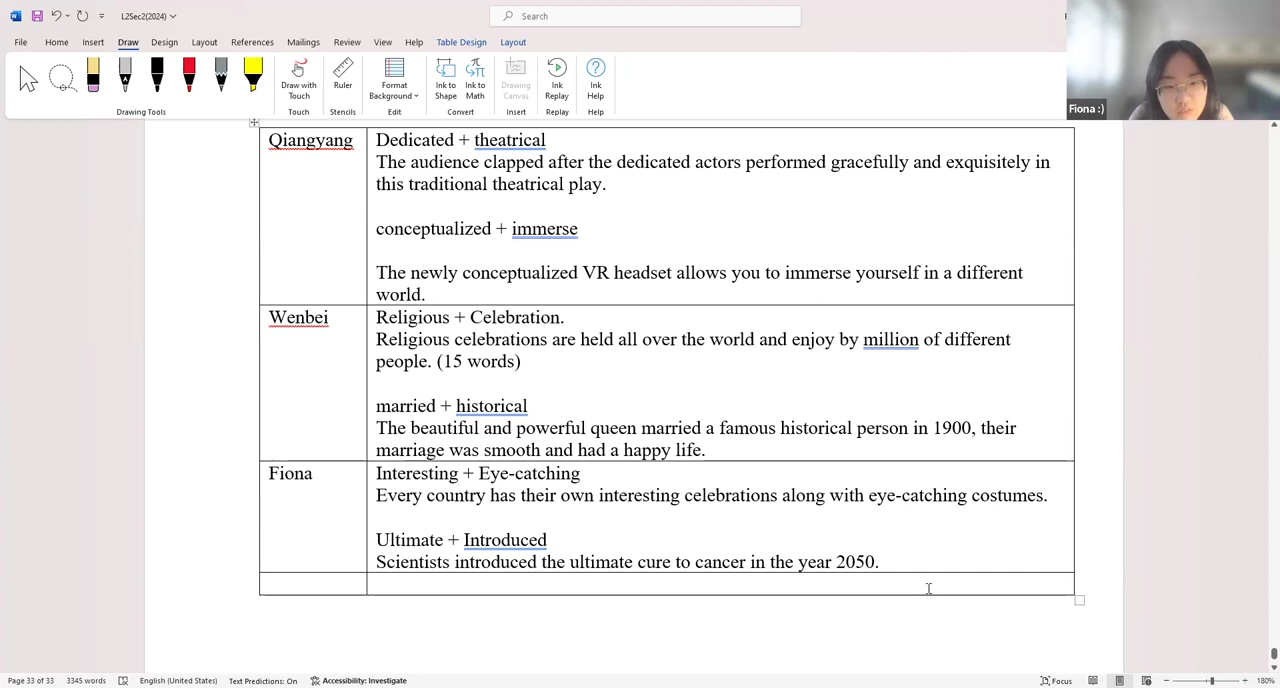 L2Sec2(2024)
Search
File Home Insert Draw Design Layout References Mailings Review View Help Table Design Layout
Draw with Touch
Ruler
Format Background
Ink to Shape
Ink to Math
Drawing Canvas
Ink Replay
Ink Help
Drawing Tools Touch Stencils Edit Convert Insert Replay Help
Fiona :)
Qiangyang
Dedicated + theatrical
The audience clapped after the dedicated actors performed gracefully and exquisitely in
this traditional theatrical play.
conceptualized + immerse
The newly conceptualized VR headset allows you to immerse yourself in a different
world.
Wenbei
Religious + Celebration.
Religious celebrations are held all over the world and enjoy by million of different
people. (15 words)
married + historical
The beautiful and powerful queen married a famous historical person in 1900, their
marriage was smooth and had a happy life.
Fiona
Interesting + Eye-catching
Every country has their own interesting celebrations along with eye-catching costumes.
Ultimate + Introduced
Scientists introduced the ultimate cure to cancer in the year 2050.
Page 33 of 33 3345 words English (United States) Text Predictions: On Accessibility: Investigate Focus 180%